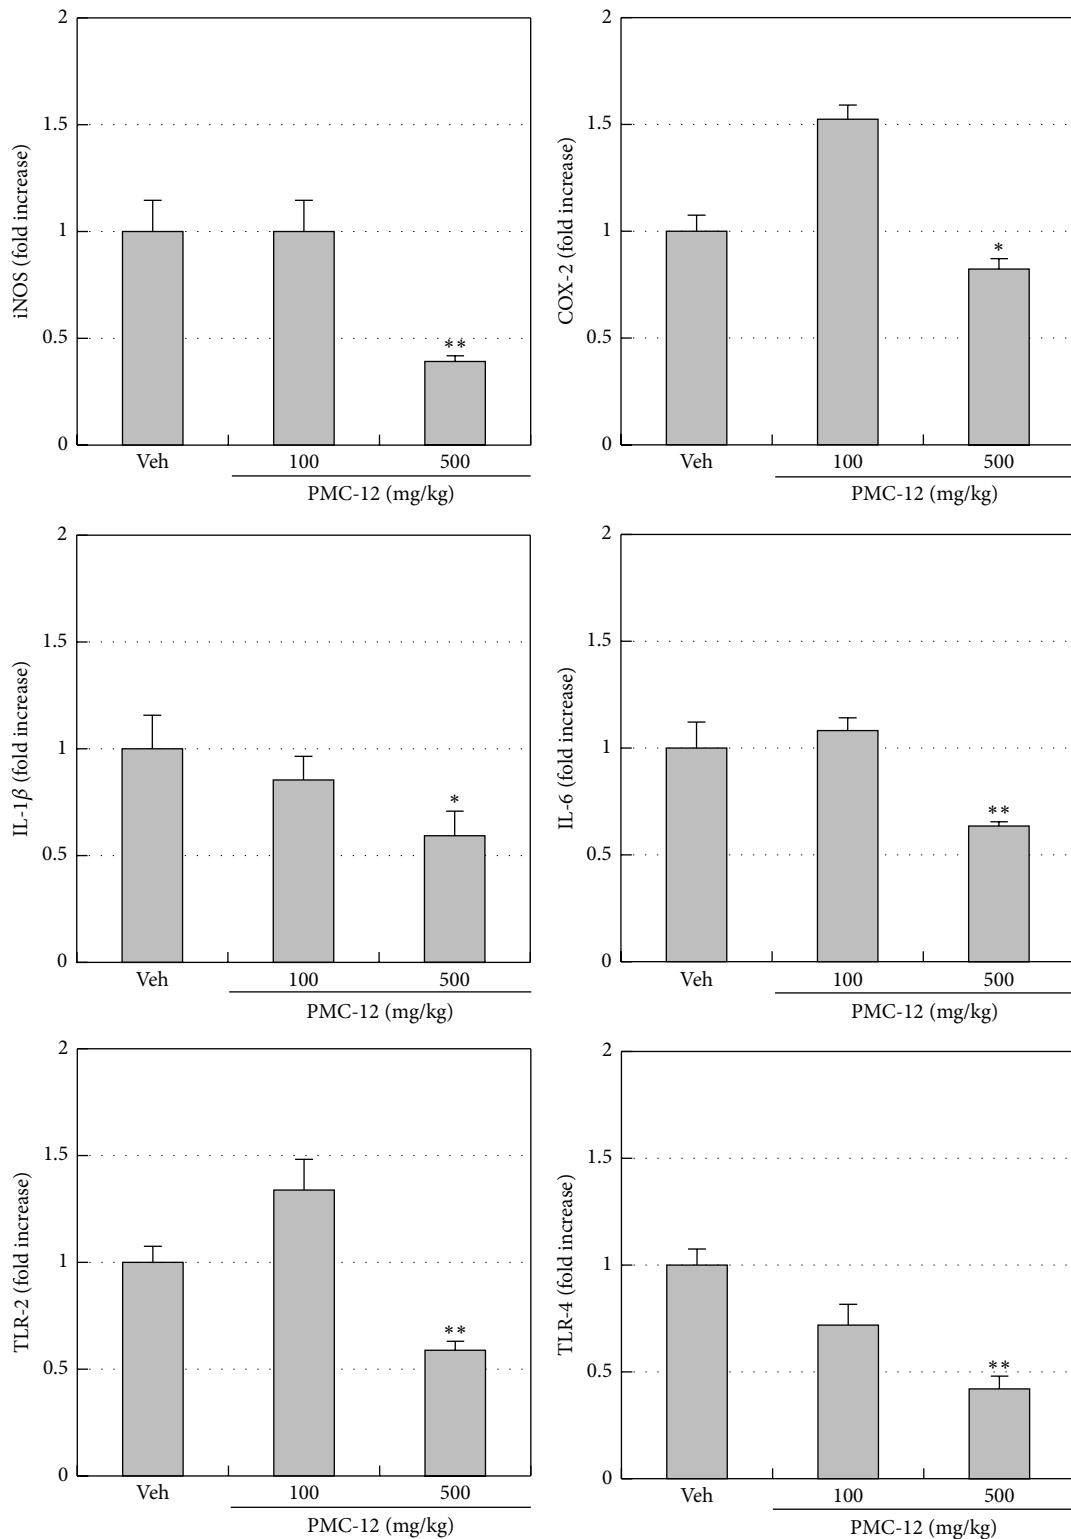 2
1.5
1
0.5
0
iNOS (fold increase)
**
Veh 100 500
PMC-12 (mg/kg)
2
1.5
1
0.5
0
COX-2 (fold increase)
*
Veh 100 500
PMC-12 (mg/kg)
2
1.5
1
0.5
0
IL-1β (fold increase)
*
Veh 100 500
PMC-12 (mg/kg)
2
1.5
1
0.5
0
IL-6 (fold increase)
**
Veh 100 500
PMC-12 (mg/kg)
2
1.5
1
0.5
0
TLR-2 (fold increase)
**
Veh 100 500
PMC-12 (mg/kg)
2
1.5
1
0.5
0
TLR-4 (fold increase)
**
Veh 100 500
PMC-12 (mg/kg)